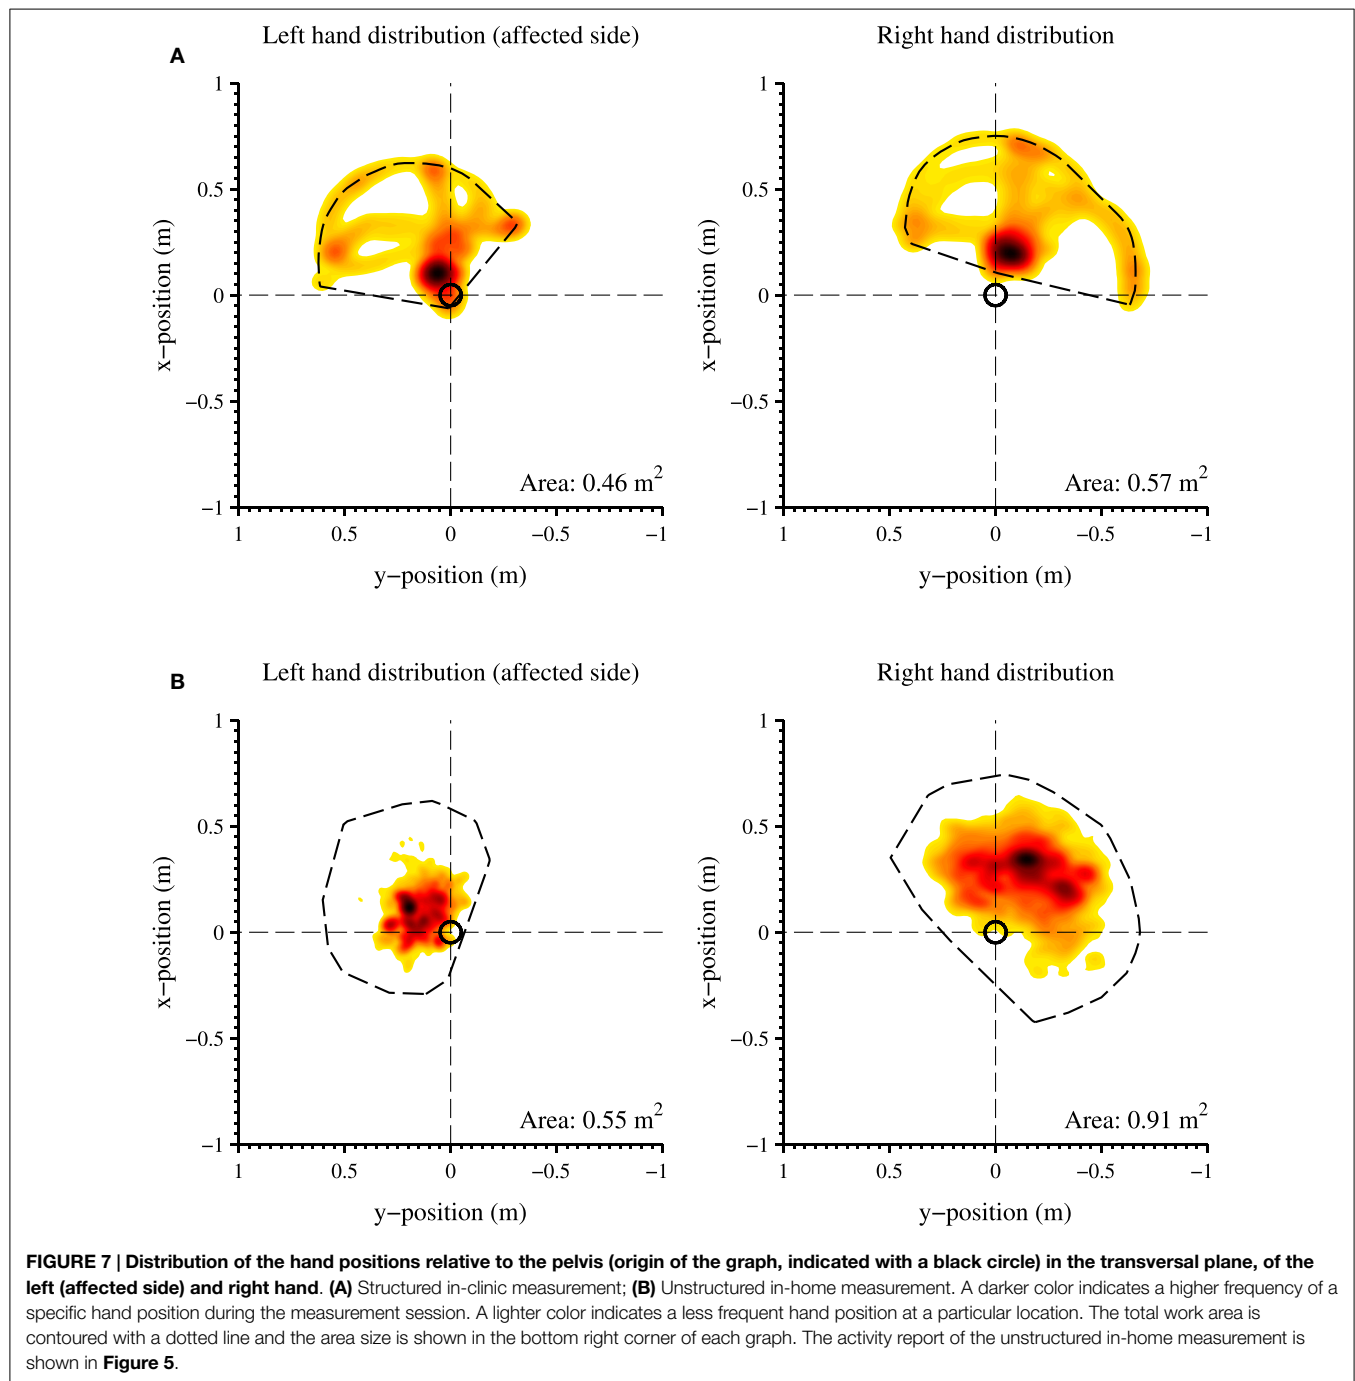 Left hand distribution (affected side)
Right hand distribution
A
1
0.5
0
−0.5
−1
x−position (m)
Area: 0.46 m2
1
0.5
0
−0.5
−1
y−position (m)
1
0.5
0
−0.5
−1
x−position (m)
Area: 0.57 m2
1
0.5
0
−0.5
−1
y−position (m)
B
Left hand distribution (affected side)
Right hand distribution
1
0.5
0
−0.5
−1
x−position (m)
Area: 0.55 m2
1
0.5
0
−0.5
−1
y−position (m)
1
0.5
0
−0.5
−1
x−position (m)
Area: 0.91 m2
1
0.5
0
−0.5
−1
y−position (m)
FIGURE 7 | Distribution of the hand positions relative to the pelvis (origin of the graph, indicated with a black circle) in the transversal plane, of the
left (affected side) and right hand. (A) Structured in-clinic measurement; (B) Unstructured in-home measurement. A darker color indicates a higher frequency of a
specific hand position during the measurement session. A lighter color indicates a less frequent hand position at a particular location. The total work area is
contoured with a dotted line and the area size is shown in the bottom right corner of each graph. The activity report of the unstructured in-home measurement is
shown in Figure 5.